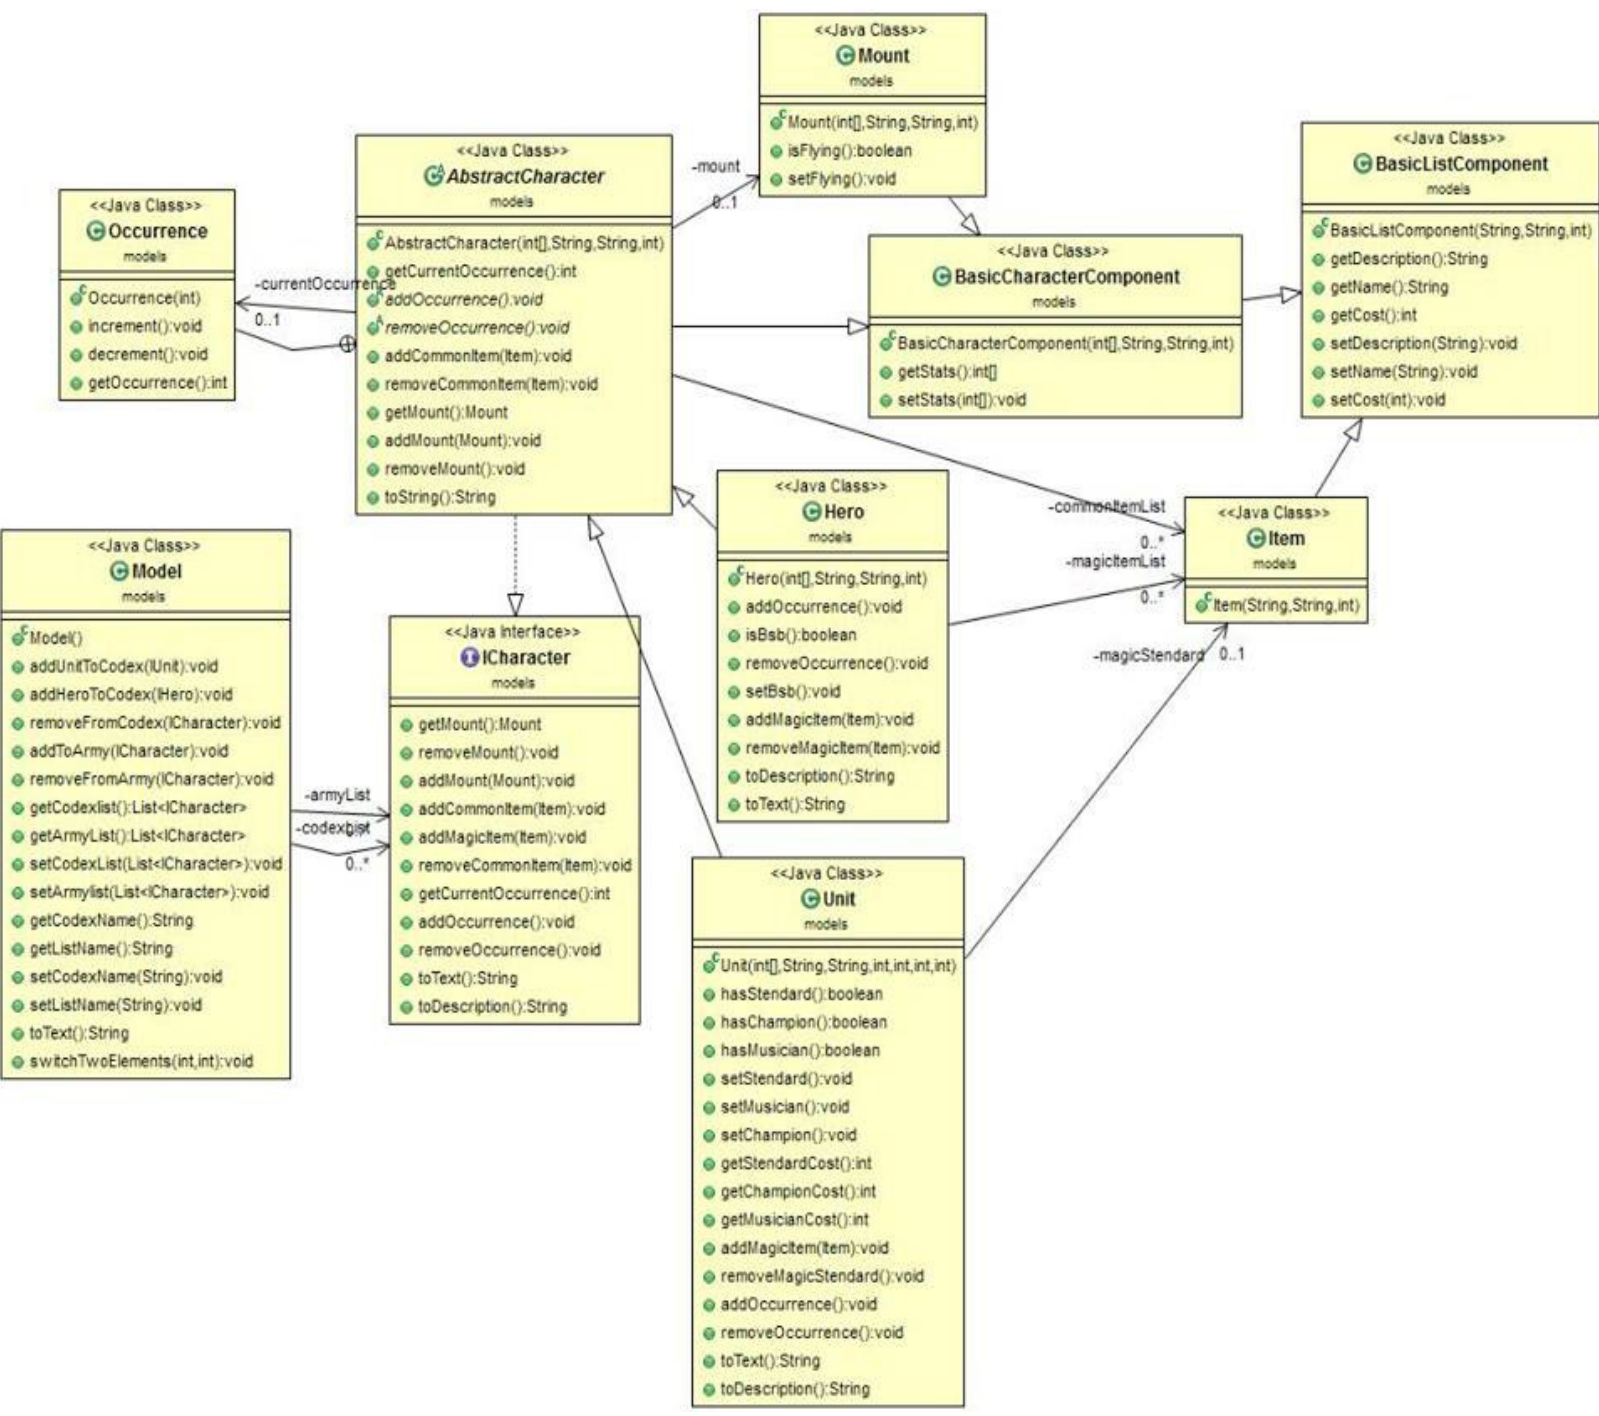 <<Java Class>>
Mount
models
Mount(int[],String,String,int)
isFlying():boolean
setFlying():void
<<Java Class>>
BasicListComponent
models
BasicListComponent(String,String,int)
getDescription():String
getName():String
getCost():int
setDescription(String):void
setName(String):void
setCost(int):void
<<Java Class>>
AbstractCharacter
models
AbstractCharacter(int[],String,String,int)
getCurrentOccurrence():int
addOccurrence():void
removeOccurrence():void
addCommonItem(Item):void
removeCommonItem(Item):void
getMount():Mount
addMount(Mount):void
removeMount():void
toString():String
-mount
0..1
<<Java Class>>
Occurrence
models
Occurrence(int)
increment():void
decrement():void
getOccurrence():int
-currentOccurrence
0..1
<<Java Class>>
BasicCharacterComponent
models
BasicCharacterComponent(int[],String,String,int)
getStats():int[]
setStats(int[]):void
<<Java Class>>
Hero
models
Hero(int[],String,String,int)
addOccurrence():void
isBsb():boolean
removeOccurrence():void
setBsb():void
addMagicItem(Item):void
removeMagicItem(Item):void
toDescription():String
toText():String
-commonItemList
0..*
-magicItemList
0..*
-magicStendard
0..1
<<Java Class>>
Item
models
Item(String,String,int)
<<Java Class>>
Model
models
Model()
addUnitToCodex(IUnit):void
addHeroToCodex(IHero):void
removeFromCodex(ICharacter):void
addToArmy(ICharacter):void
removeFromArmy(ICharacter):void
getCodexlist():List<ICharacter>
getArmyList():List<ICharacter>
setCodexList(List<ICharacter>):void
setArmylist(List<ICharacter>):void
getCodexName():String
getListName():String
setCodexName(String):void
setListName(String):void
toText():String
switchTwoElements(int,int):void
-armyList
-codexList
0..*
<<Java Interface>>
ICharacter
models
getMount():Mount
removeMount():void
addMount(Mount):void
addCommonItem(Item):void
addMagicItem(Item):void
removeCommonItem(Item):void
getCurrentOccurrence():int
addOccurrence():void
removeOccurrence():void
toText():String
toDescription():String
<<Java Class>>
Unit
models
Unit(int[],String,String,int,int,int,int)
hasStendard():boolean
hasChampion():boolean
hasMusician():boolean
setStendard():void
setMusician():void
setChampion():void
getStendardCost():int
getChampionCost():int
getMusicianCost():int
addMagicItem(Item):void
removeMagicStendard():void
addOccurrence():void
removeOccurrence():void
toText():String
toDescription():String